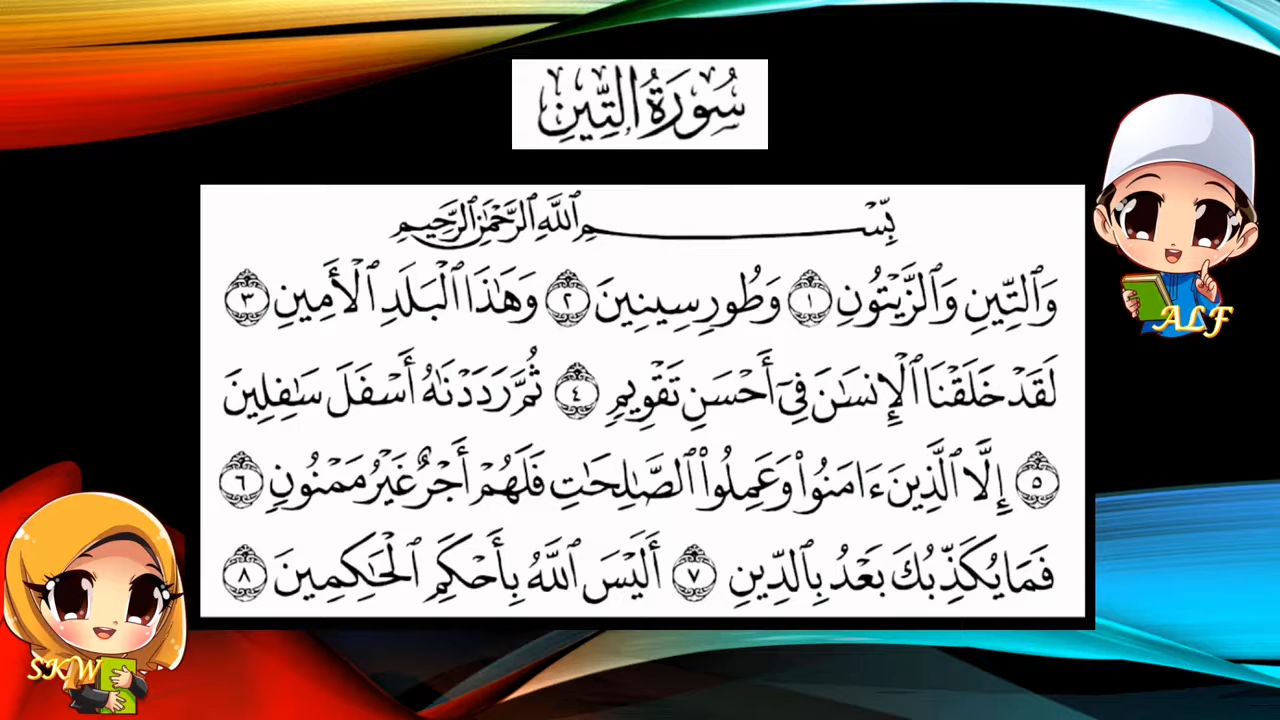 سُورَةُ التِّينِ
بِّسْمِ ٱللَّهِ ٱلرَّحْمَٰنِ ٱلرَّحِيمِ
وَٱلتِّينِ وَٱلزَّيْتُونِ ١ وَطُورِ سِينِينَ ٢ وَهَٰذَا ٱلْبَلَدِ ٱلْأَمِينِ ٣
لَقَدْ خَلَقْنَا ٱلْإِنسَٰنَ فِىٓ أَحْسَنِ تَقْوِيمٍ ٤ ثُمَّ رَدَدْنَٰهُ أَسْفَلَ سَٰفِلِينَ
٥ إِلَّا ٱلَّذِينَ ءَامَنُوا۟ وَعَمِلُوا۟ ٱلصَّٰلِحَٰتِ فَلَهُمْ أَجْرٌ غَيْرُ مَمْنُونٍ ٦
فَمَا يُكَذِّبُكَ بَعْدُ بِٱلدِّينِ ٧ أَلَيْسَ ٱللَّهُ بِأَحْكَمِ ٱلْحَٰكِمِينَ ٨
ALF
SKW